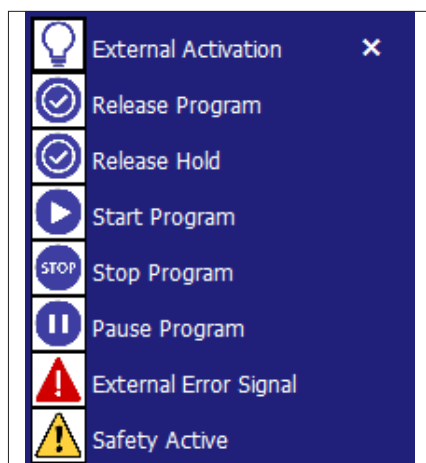 External Activation ×
Release Program
Release Hold
Start Program
STOP Stop Program
Pause Program
External Error Signal
Safety Active